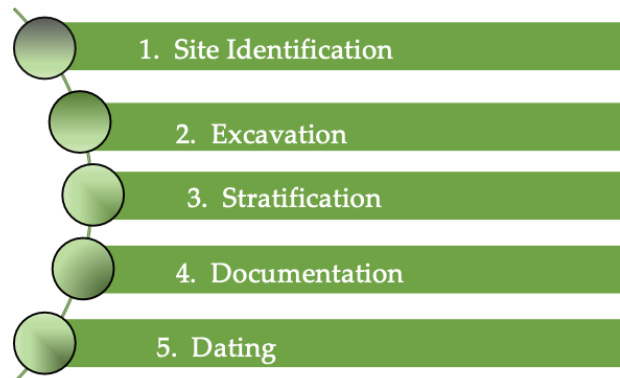 1. Site Identification
2. Excavation
3. Stratification
4. Documentation
5. Dating